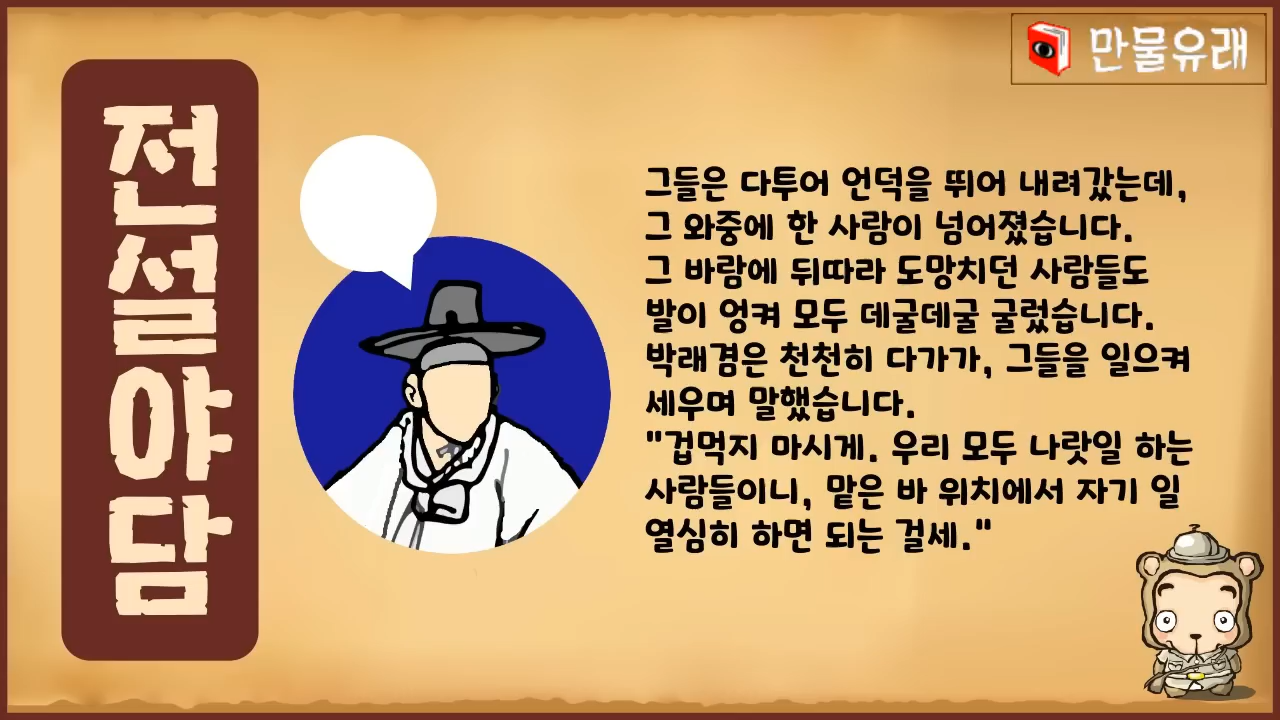 만물유래
전설야담
그들은 다투어 언덕을 뛰어 내려갔는데,
그 와중에 한 사람이 넘어졌습니다.
그 바람에 뒤따라 도망치던 사람들도
발이 엉켜 모두 데굴데굴 굴렀습니다.
박래겸은 천천히 다가가, 그들을 일으켜
세우며 말했습니다.
"겁먹지 마시게. 우리 모두 나랏일 하는
사람들이니, 맡은 바 위치에서 자기 일
열심히 하면 되는 걸세."